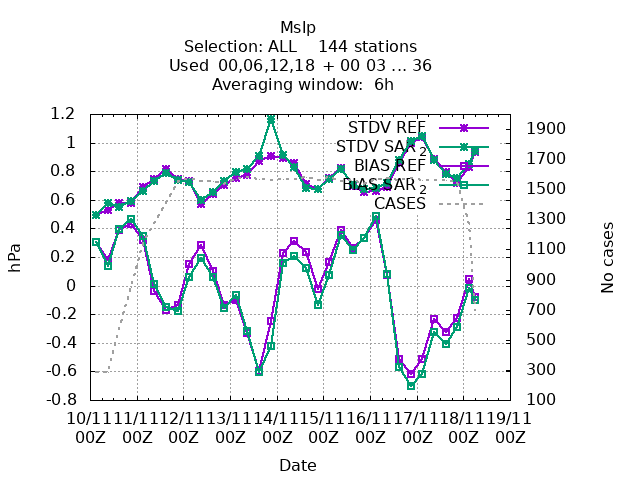 Mslp
Selection: ALL    144 stations
Used  00,06,12,18  + 00 03 ... 36
Averaging window:  6h
STDV REF
STDV SAR 2
BIAS REF
BIAS SAR 2
CASES
1.2
1
0.8
0.6
0.4
0.2
0
-0.2
-0.4
-0.6
-0.8
hPa
1900
1700
1500
1300
1100
900
700
500
300
100
No cases
10/11 11/11 12/11 13/11 14/11 15/11 16/11 17/11 18/11 19/11
00Z 00Z 00Z 00Z 00Z 00Z 00Z 00Z 00Z 00Z
Date